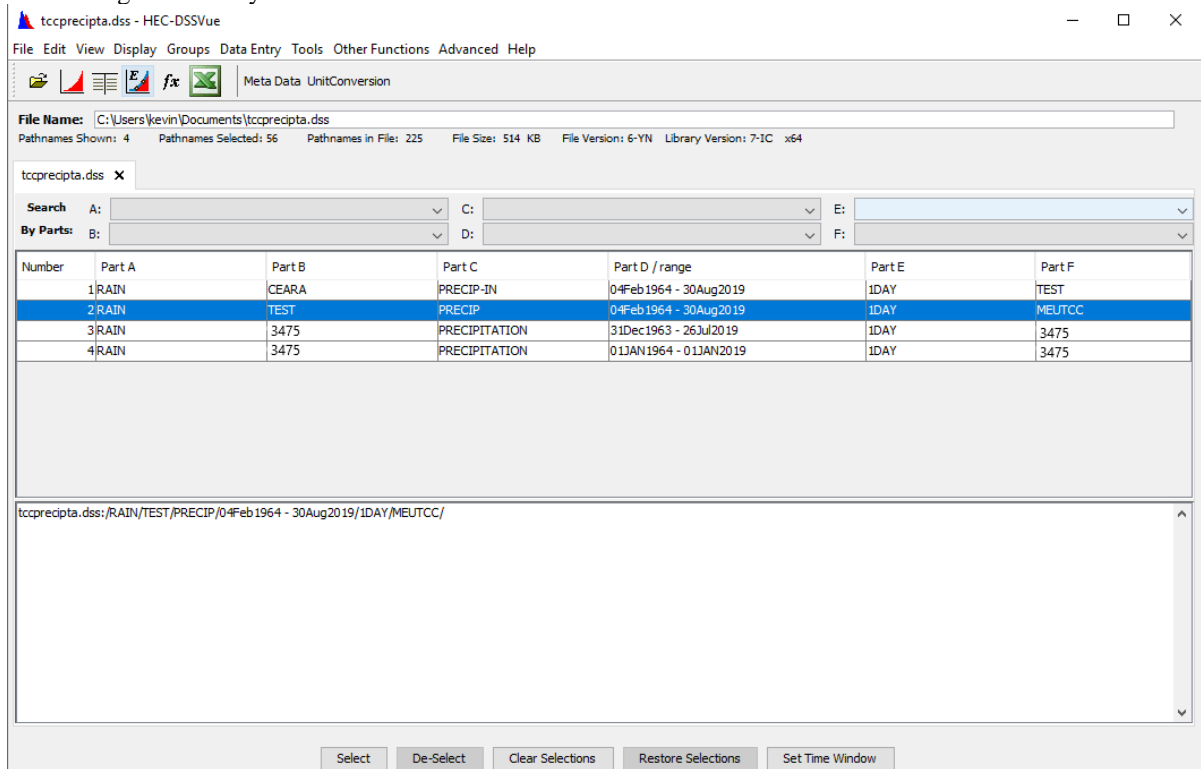 tccprecipta.dss - HEC-DSSVue
File Edit View Display Groups Data Entry Tools Other Functions Advanced Help
fx Meta Data UnitConversion
File Name: C:\Users\kevin\Documents\tccprecipta.dss
Pathnames Shown: 4 Pathnames Selected: 56 Pathnames in File: 225 File Size: 514 KB File Version: 6-YN Library Version: 7-IC x64
tccprecipta.dss X
Search A: C: E:
By Parts: B: D: F:
Number Part A Part B Part C Part D / range Part E Part F
1 RAIN CEARA PRECIP-IN 04Feb1964 - 30Aug2019 1DAY TEST
2 RAIN TEST PRECIP 04Feb1964 - 30Aug2019 1DAY MEUTCC
3 RAIN 3475 PRECIPITATION 31Dec1963 - 26Jul2019 1DAY 3475
4 RAIN 3475 PRECIPITATION 01JAN1964 - 01JAN2019 1DAY 3475
tccprecipta.dss:/RAIN/TEST/PRECIP/04Feb1964 - 30Aug2019/1DAY/MEUTCC/
Select De-Select Clear Selections Restore Selections Set Time Window